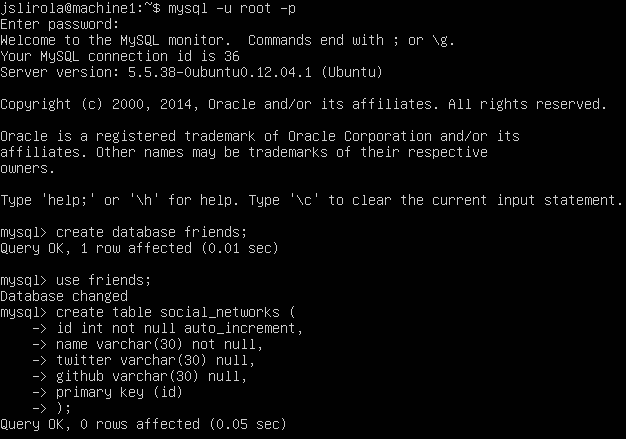 jslirola@machine1:~$ mysql -u root -p
Enter password:
Welcome to the MySQL monitor.  Commands end with ; or \g.
Your MySQL connection id is 36
Server version: 5.5.38-0ubuntu0.12.04.1 (Ubuntu)
Copyright (c) 2000, 2014, Oracle and/or its affiliates. All rights reserved.
Oracle is a registered trademark of Oracle Corporation and/or its
affiliates. Other names may be trademarks of their respective
owners.
Type 'help;' or '\h' for help. Type '\c' to clear the current input statement.
mysql> create database friends;
Query OK, 1 row affected (0.01 sec)
mysql> use friends;
Database changed
mysql> create table social_networks (
    -> id int not null auto_increment,
    -> name varchar(30) not null,
    -> twitter varchar(30) null,
    -> github varchar(30) null,
    -> primary key (id)
    -> );
Query OK, 0 rows affected (0.05 sec)